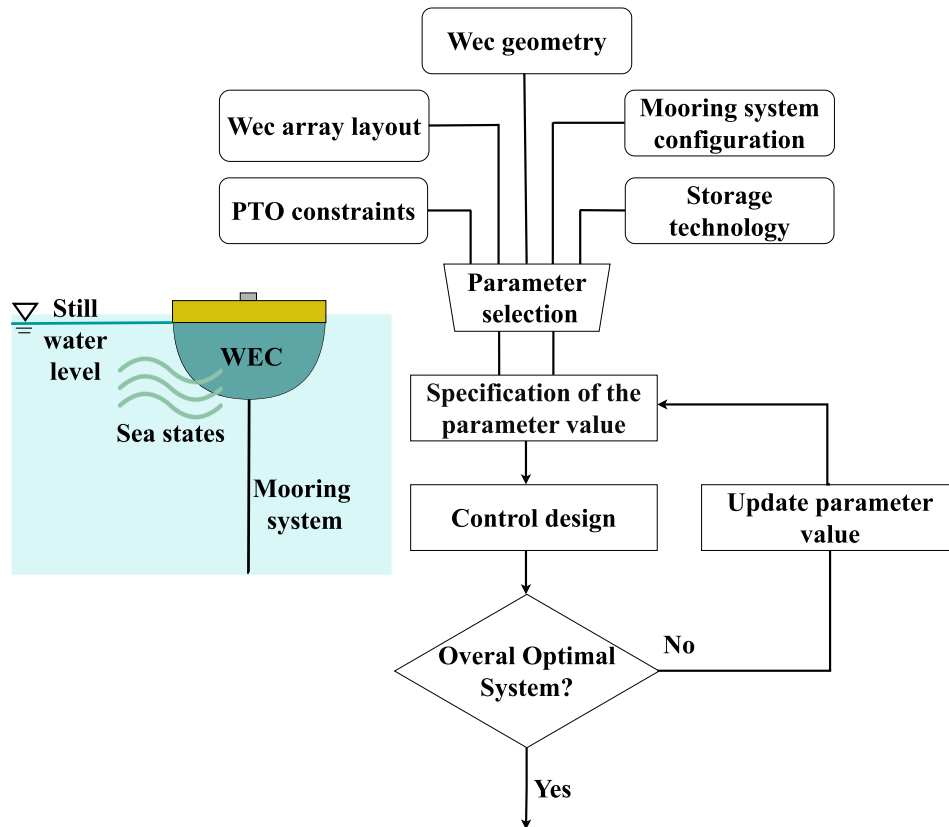 Wec geometry
Wec array layout
Mooring system
configuration
PTO constraints
Storage
technology
Parameter
selection
Still
water
level
WEC
Sea states
Mooring
system
Specification of the
parameter value
Control design
Update parameter
value
Overal Optimal
System?
No
Yes